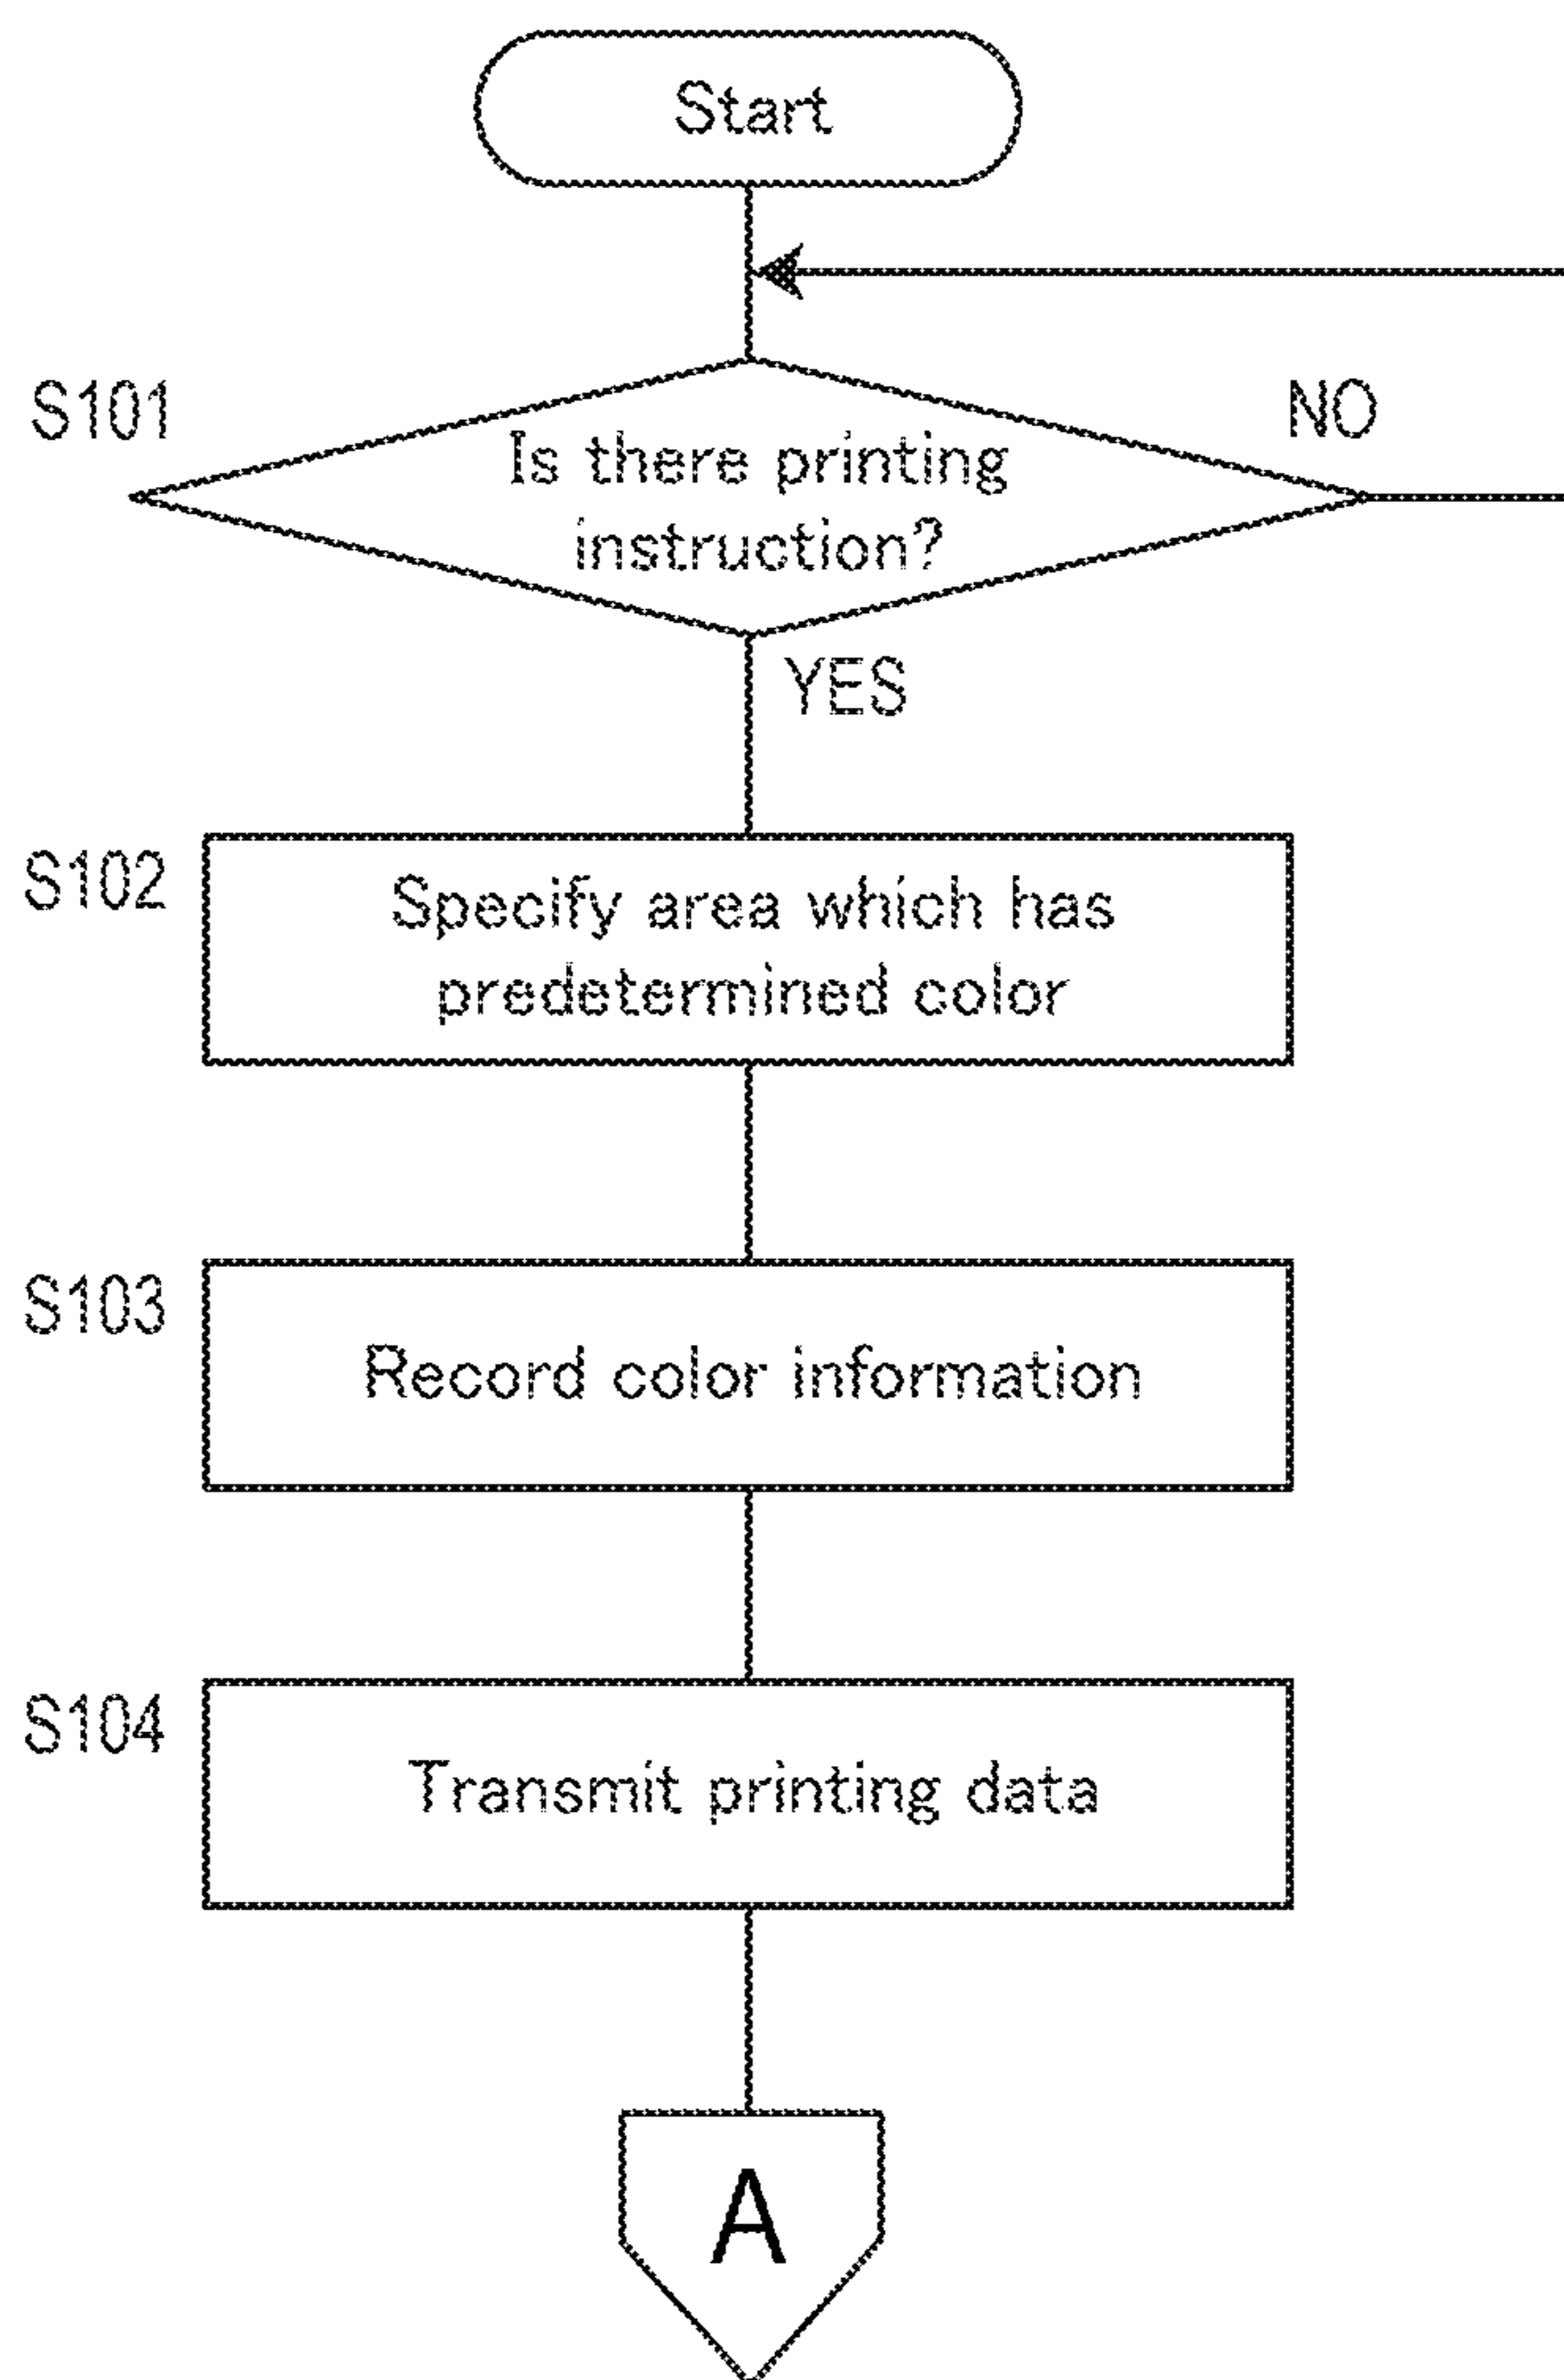 Start
S101
Is there printing
instruction?
NO
YES
S102
Specify area which has
predetermined color
S103
Record color information
S104
Transmit printing data
A